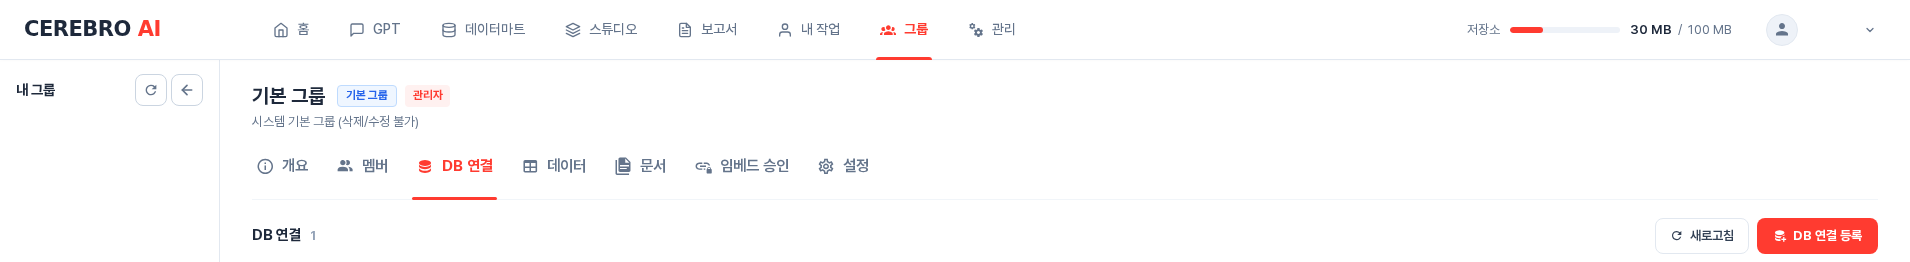 CEREBRO AI
홈 GPT 데이터마트 스튜디오 보고서 내 작업 그룹 관리
저장소 30 MB / 100 MB
내 그룹
기본 그룹 기본 그룹 관리자
시스템 기본 그룹 (삭제/수정 불가)
개요 멤버 DB 연결 데이터 문서 임베드 승인 설정
DB 연결 1
새로고침 DB 연결 등록